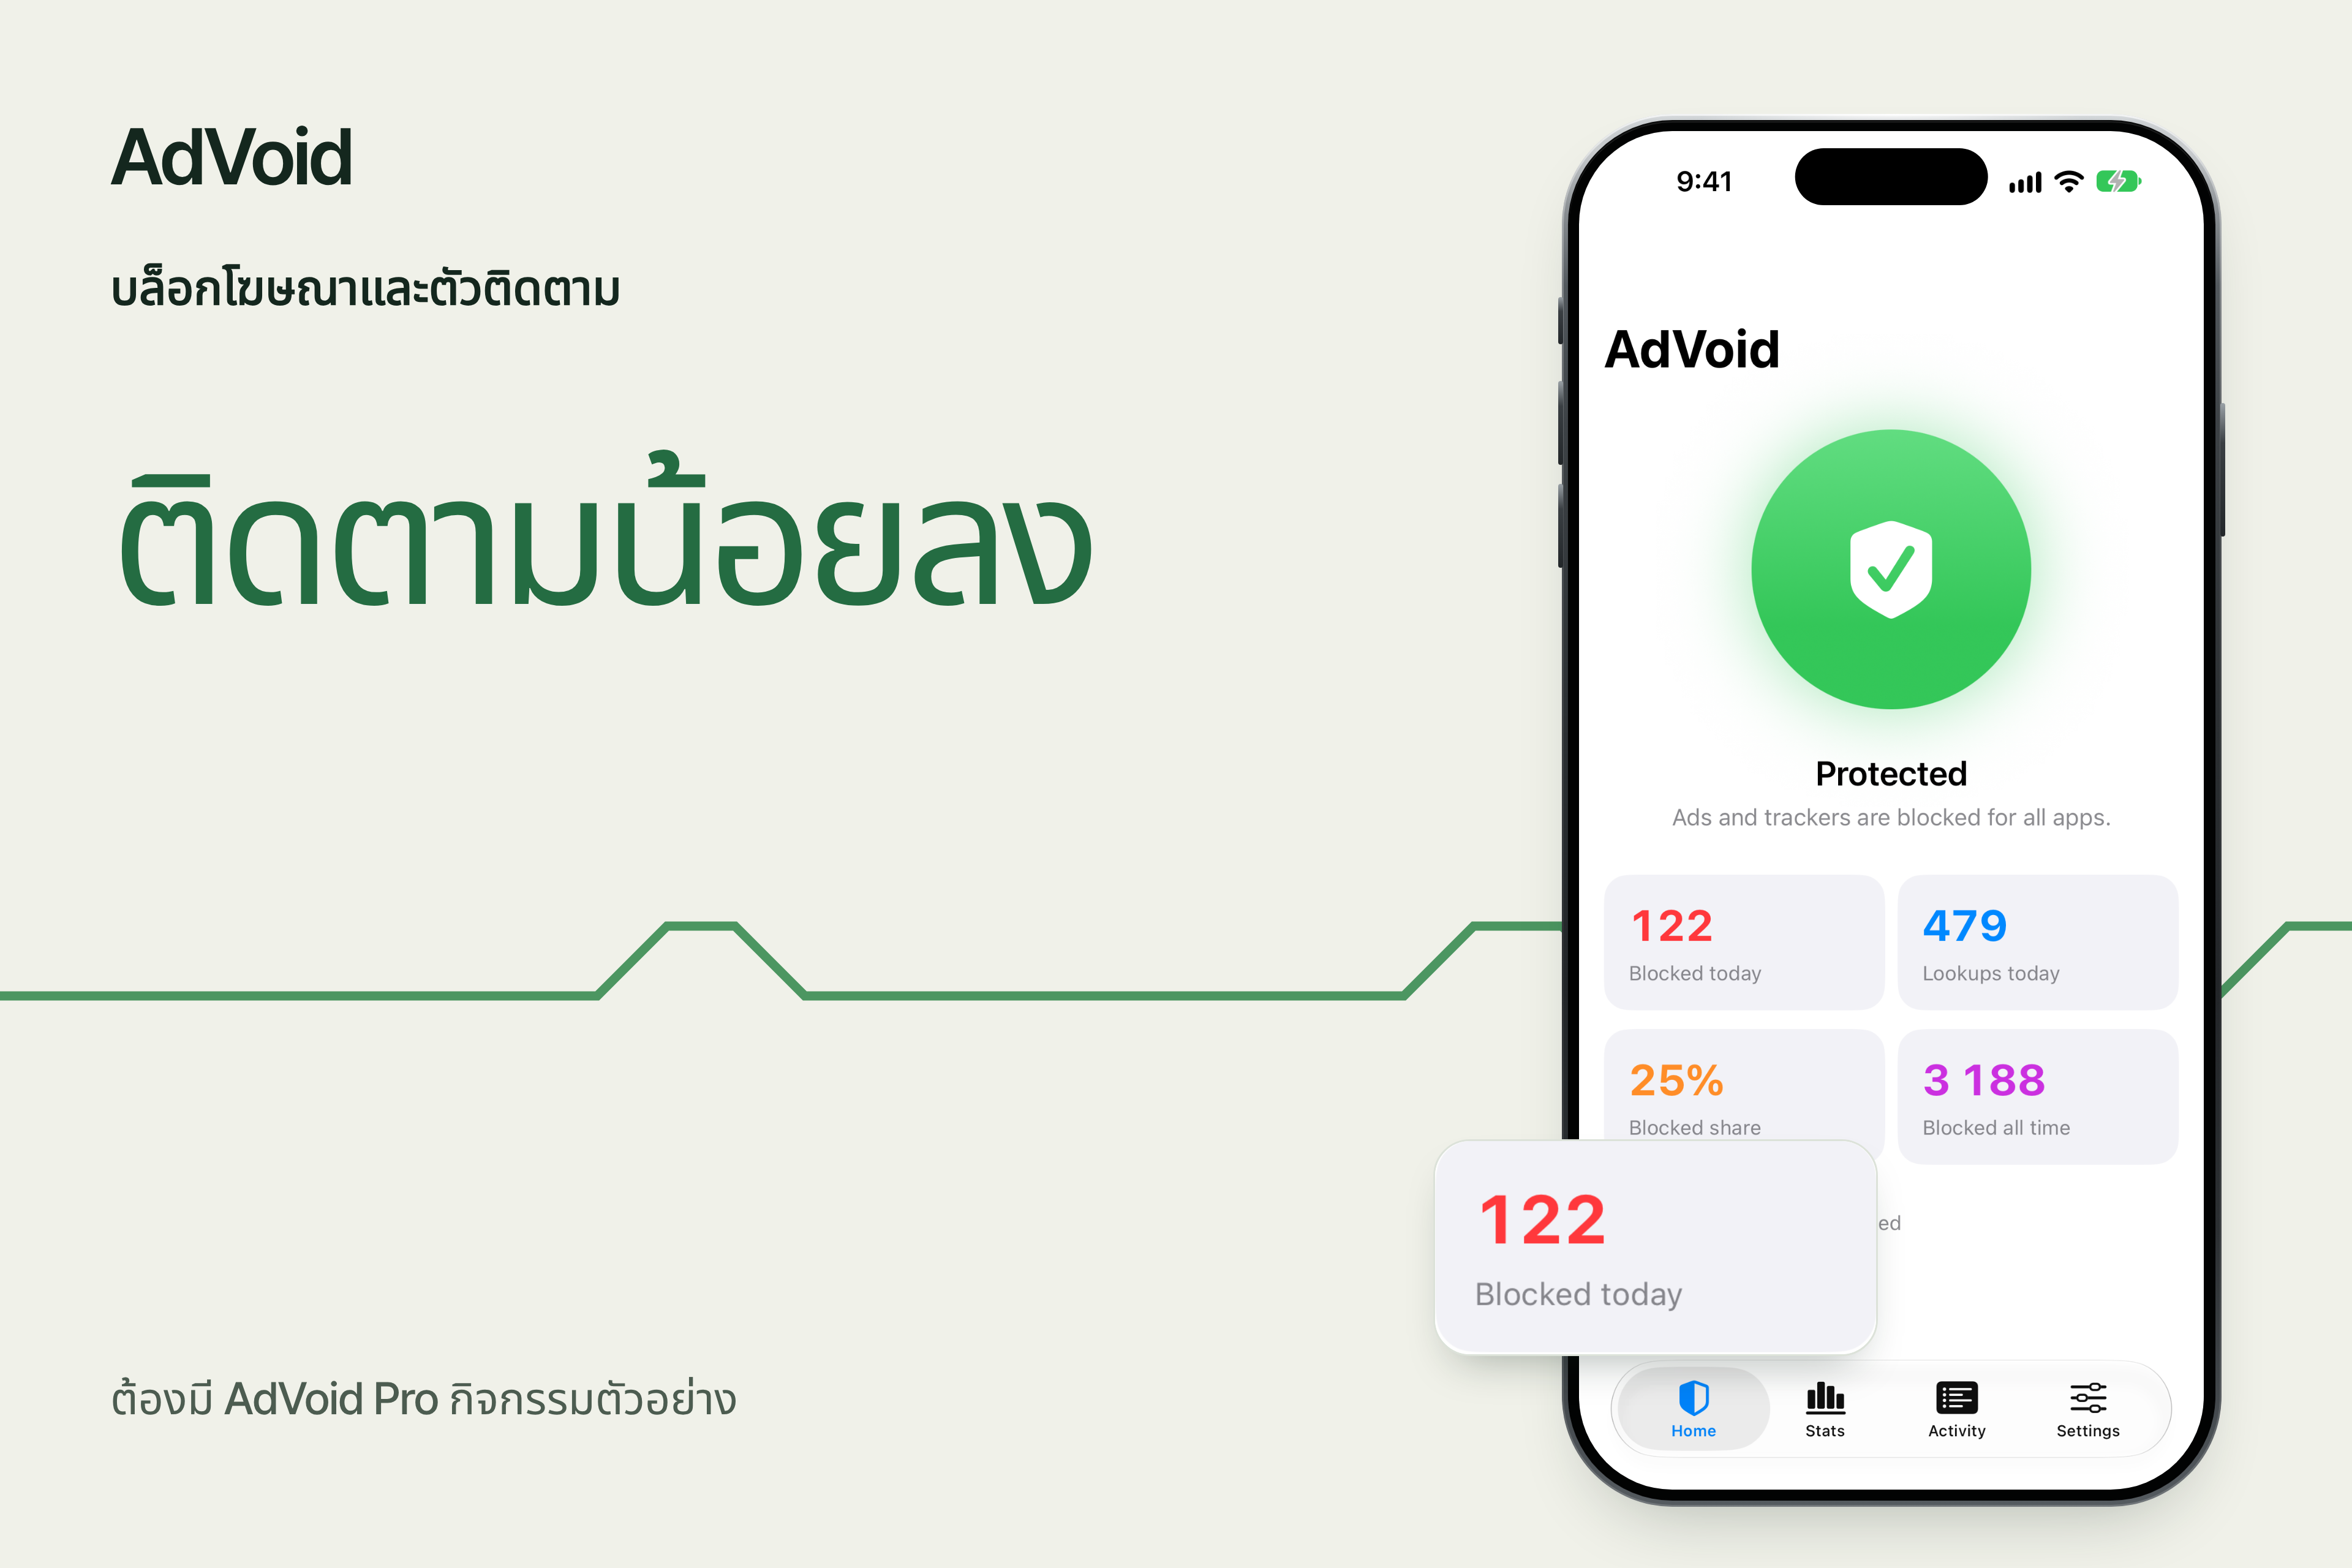 AdVoid
บล็อกโฆษณาและตัวติดตาม
ติดตามน้อยลง
ต้องมี AdVoid Pro กิจกรรมตัวอย่าง
9:41
AdVoid
Protected
Ads and trackers are blocked for all apps.
122
Blocked today
479
Lookups today
25%
Blocked share
3 188
Blocked all time
122
Blocked today
Home
Stats
Activity
Settings